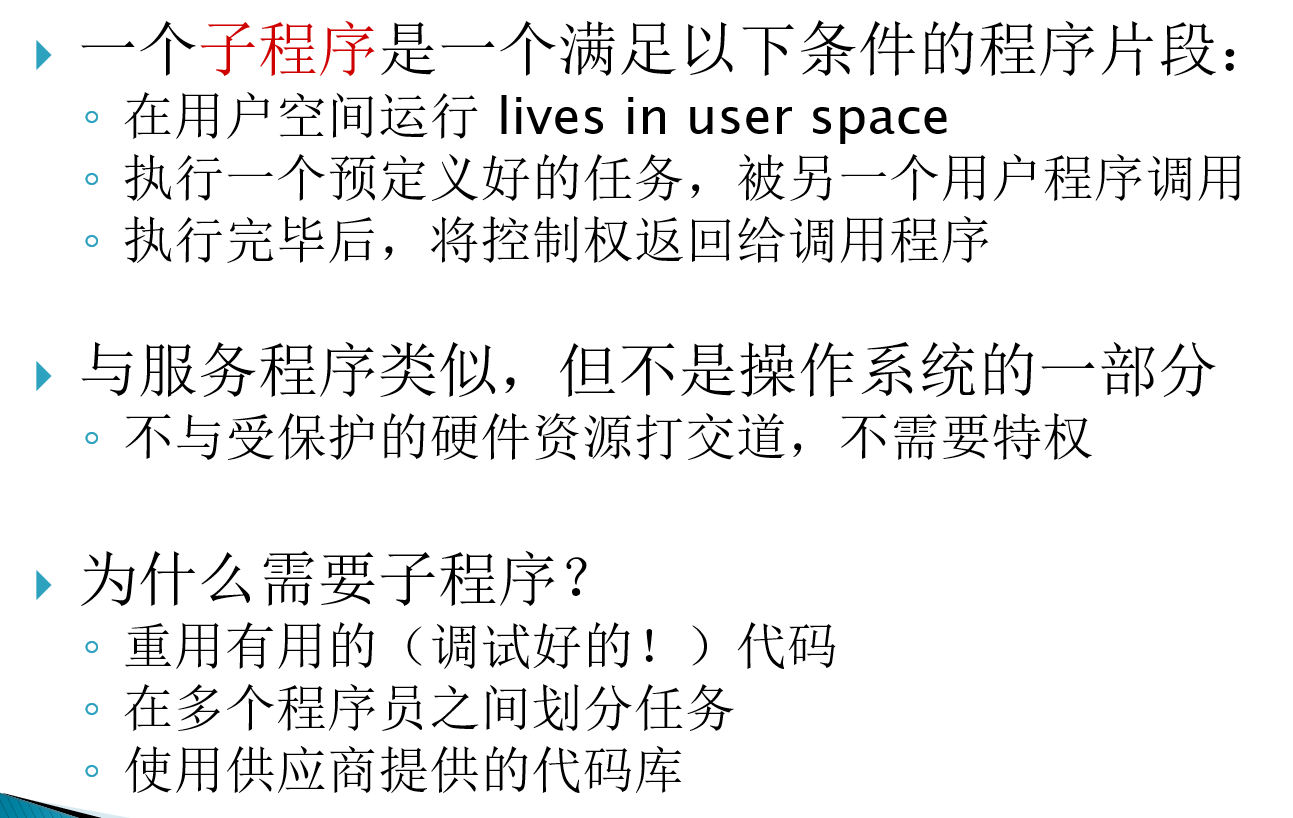 一个子程序是一个满足以下条件的程序片段：
在用户空间运行 lives in user space
执行一个预定义好的任务，被另一个用户程序调用
执行完毕后，将控制权返回给调用程序
与服务程序类似，但不是操作系统的一部分
不与受保护的硬件资源打交道，不需要特权
为什么需要子程序？
重用有用的（调试好的！）代码
在多个程序员之间划分任务
使用供应商提供的代码库